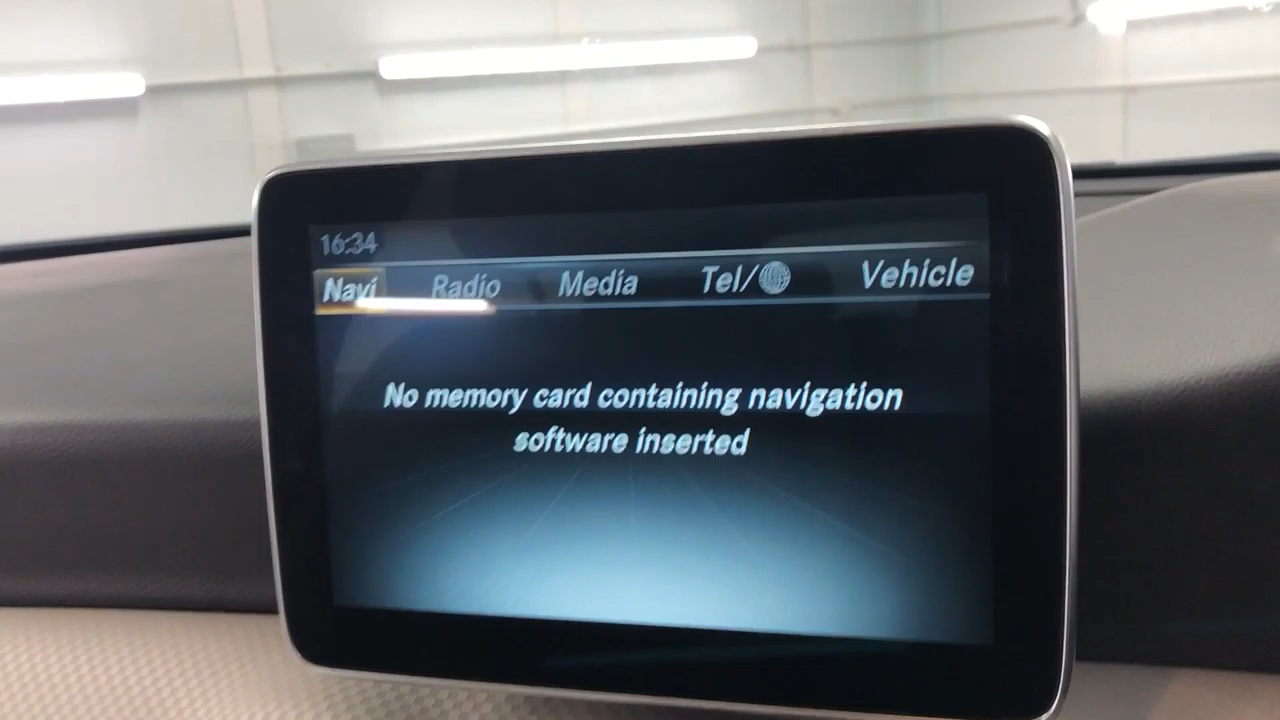 16:34
Navi Radio Media Tel/ Vehicle
No memory card containing navigation
software inserted